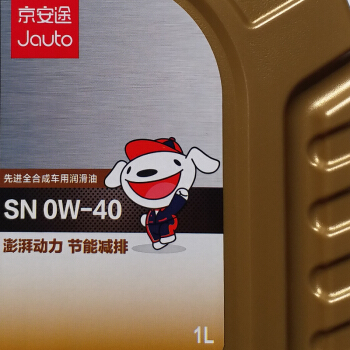 京安途
Jauto
先进全合成车用润滑油
SN 0W-40
澎湃动力 节能减排
1L